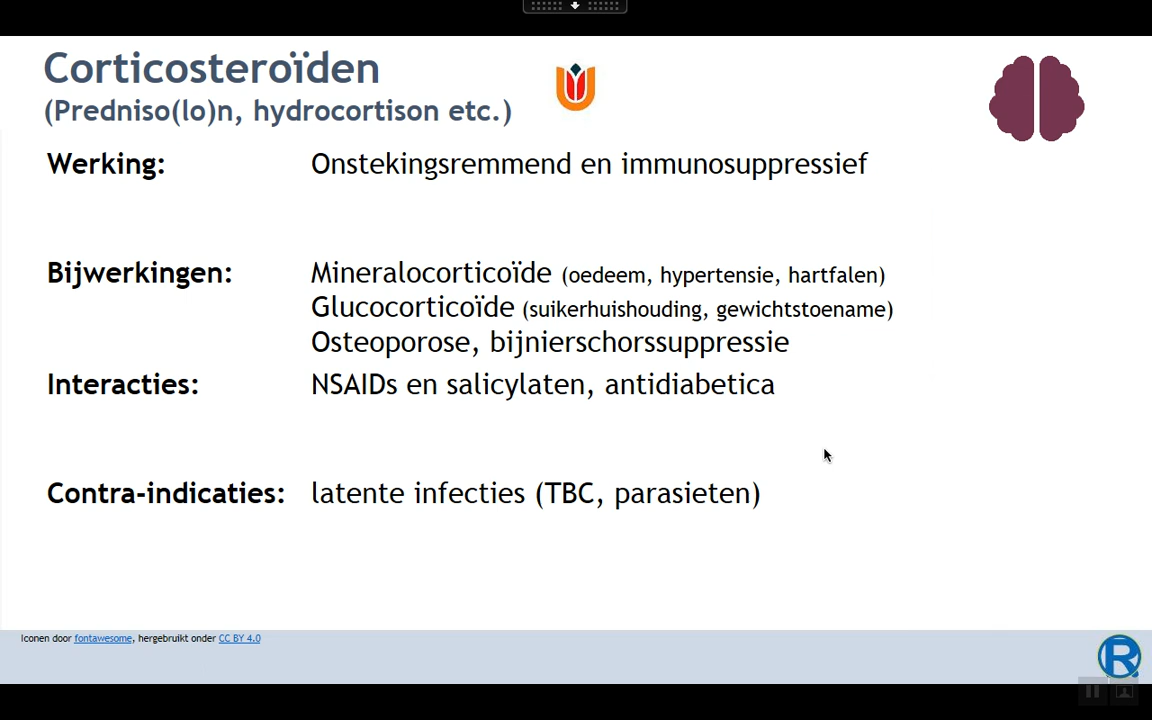 Corticosteroïden
(Predniso(lo)n, hydrocortison etc.)
Werking: Onstekingsremmend en immunosuppressief
Bijwerkingen: Mineralocorticoïde (oedeem, hypertensie, hartfalen)
Glucocorticoïde (suikerhuishouding, gewichtstoename)
Osteoporose, bijnierschorssuppressie
Interacties: NSAIDs en salicylaten, antidiabetica
Contra-indicaties: latente infecties (TBC, parasieten)
Iconen door fontawesome, hergebruikt onder CC BY 4.0
R